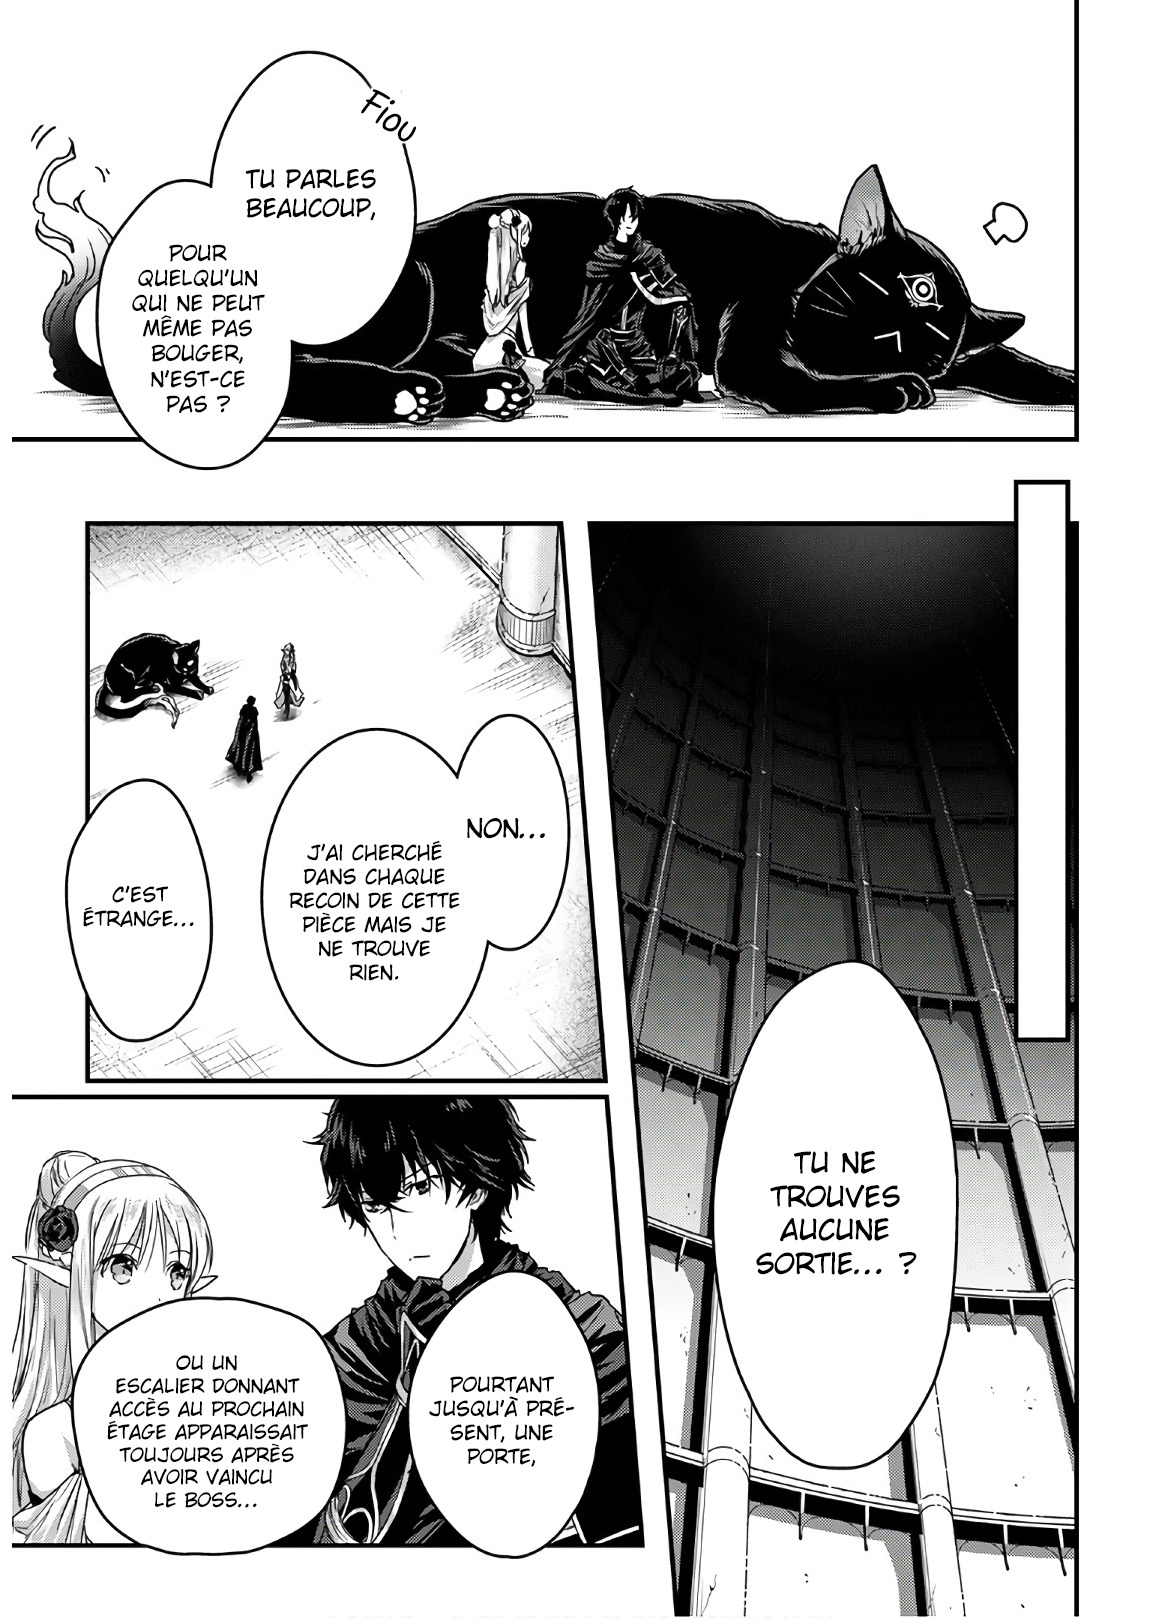 Fiou
TU PARLES
BEAUCOUP,
POUR
QUELQU'UN
QUI NE PEUT
MÊME PAS
BOUGER,
N'EST-CE
PAS ?
TU NE
TROUVES
AUCUNE
SORTIE... ?
NON...
J'AI CHERCHÉ
DANS CHAQUE
RECOIN DE CETTE
PIÈCE MAIS JE
NE TROUVE
RIEN.
C'EST
ÉTRANGE...
POURTANT
JUSQU'À PRÉ-
SENT, UNE
PORTE,
OU UN
ESCALIER DONNANT
ACCÈS AU PROCHAIN
ÉTAGE APPARAISSAIT
TOUJOURS APRÈS
AVOIR VAINCU
LE BOSS...